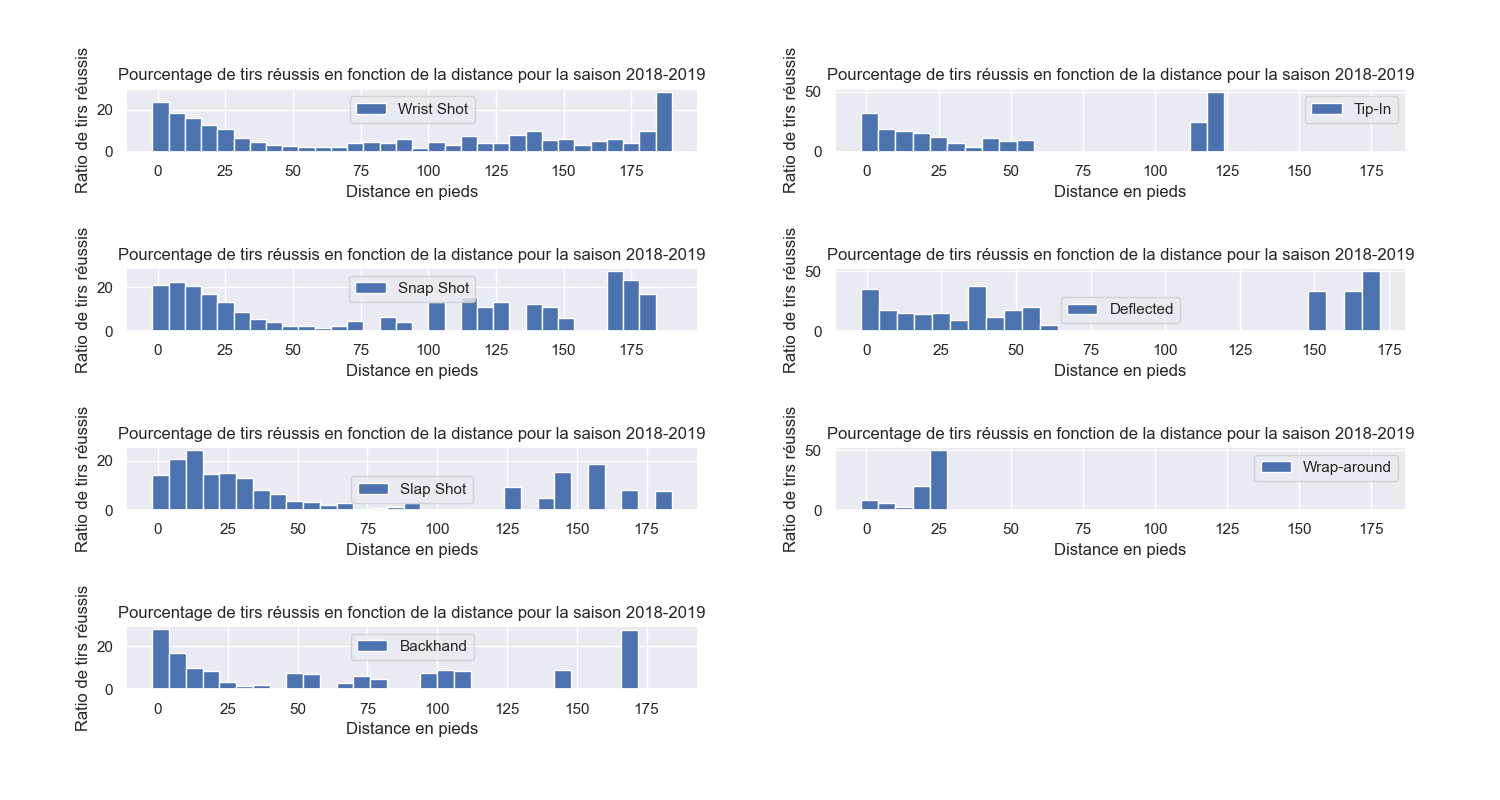 Pourcentage de tirs réussis en fonction de la distance pour la saison 2018-2019
Ratio de tirs réussis
20
0
Wrist Shot
0 25 50 75 100 125 150 175
Distance en pieds
Pourcentage de tirs réussis en fonction de la distance pour la saison 2018-2019
Ratio de tirs réussis
50
0
Tip-In
0 25 50 75 100 125 150 175
Distance en pieds
Pourcentage de tirs réussis en fonction de la distance pour la saison 2018-2019
Ratio de tirs réussis
20
0
Snap Shot
0 25 50 75 100 125 150 175
Distance en pieds
Pourcentage de tirs réussis en fonction de la distance pour la saison 2018-2019
Ratio de tirs réussis
50
0
Deflected
0 25 50 75 100 125 150 175
Distance en pieds
Pourcentage de tirs réussis en fonction de la distance pour la saison 2018-2019
Ratio de tirs réussis
20
0
Slap Shot
0 25 50 75 100 125 150 175
Distance en pieds
Pourcentage de tirs réussis en fonction de la distance pour la saison 2018-2019
Ratio de tirs réussis
50
0
Wrap-around
0 25 50 75 100 125 150 175
Distance en pieds
Pourcentage de tirs réussis en fonction de la distance pour la saison 2018-2019
Ratio de tirs réussis
20
0
Backhand
0 25 50 75 100 125 150 175
Distance en pieds